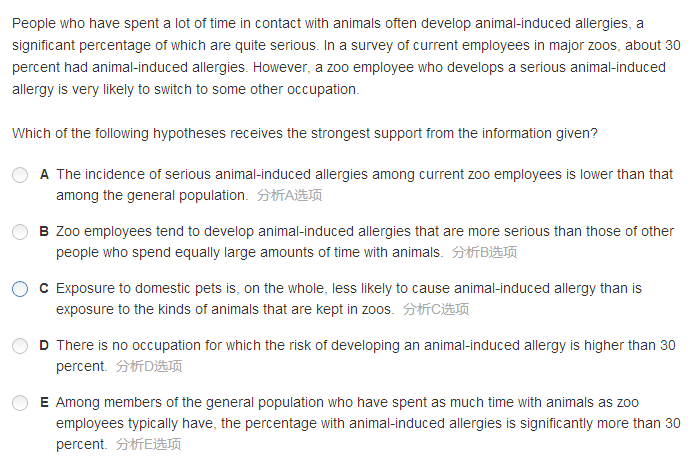 People who have spent a lot of time in contact with animals often develop animal-induced allergies, a
significant percentage of which are quite serious. In a survey of current employees in major zoos, about 30
percent had animal-induced allergies. However, a zoo employee who develops a serious animal-induced
allergy is very likely to switch to some other occupation.
Which of the following hypotheses receives the strongest support from the information given?
A The incidence of serious animal-induced allergies among current zoo employees is lower than that
among the general population. 分析A选项
B Zoo employees tend to develop animal-induced allergies that are more serious than those of other
people who spend equally large amounts of time with animals. 分析B选项
C Exposure to domestic pets is, on the whole, less likely to cause animal-induced allergy than is
exposure to the kinds of animals that are kept in zoos. 分析C选项
D There is no occupation for which the risk of developing an animal-induced allergy is higher than 30
percent. 分析D选项
E Among members of the general population who have spent as much time with animals as zoo
employees typically have, the percentage with animal-induced allergies is significantly more than 30
percent. 分析E选项